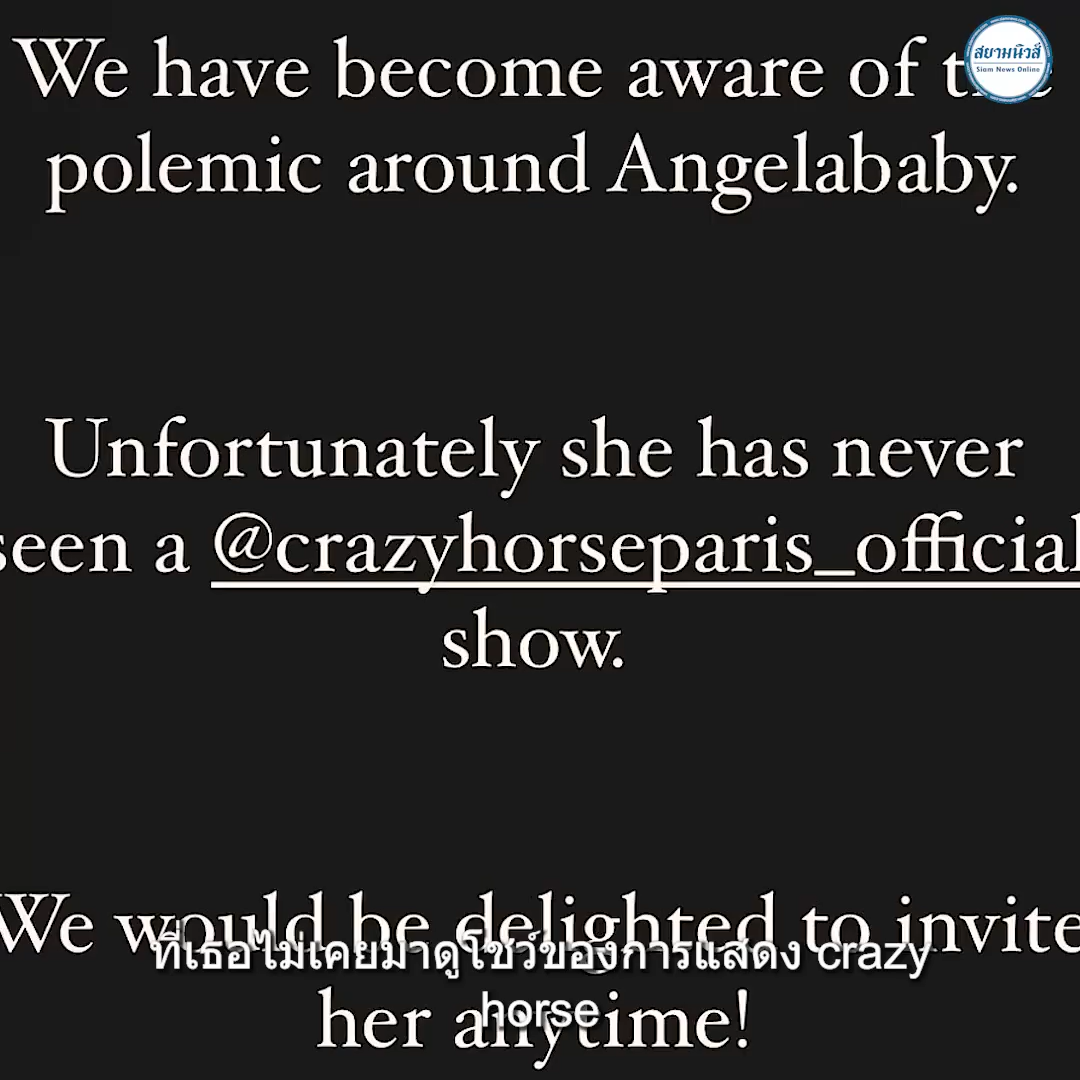 We have become aware of
สยามนิวส์
Siam News Online
polemic around Angelababy.
Unfortunately she has never
seen a @crazyhorseparis_official
show.
We would be delighted to invite
ที่เธอไม่เคยมาดูโชว์ของการแสดง crazy
horse
her anytime!